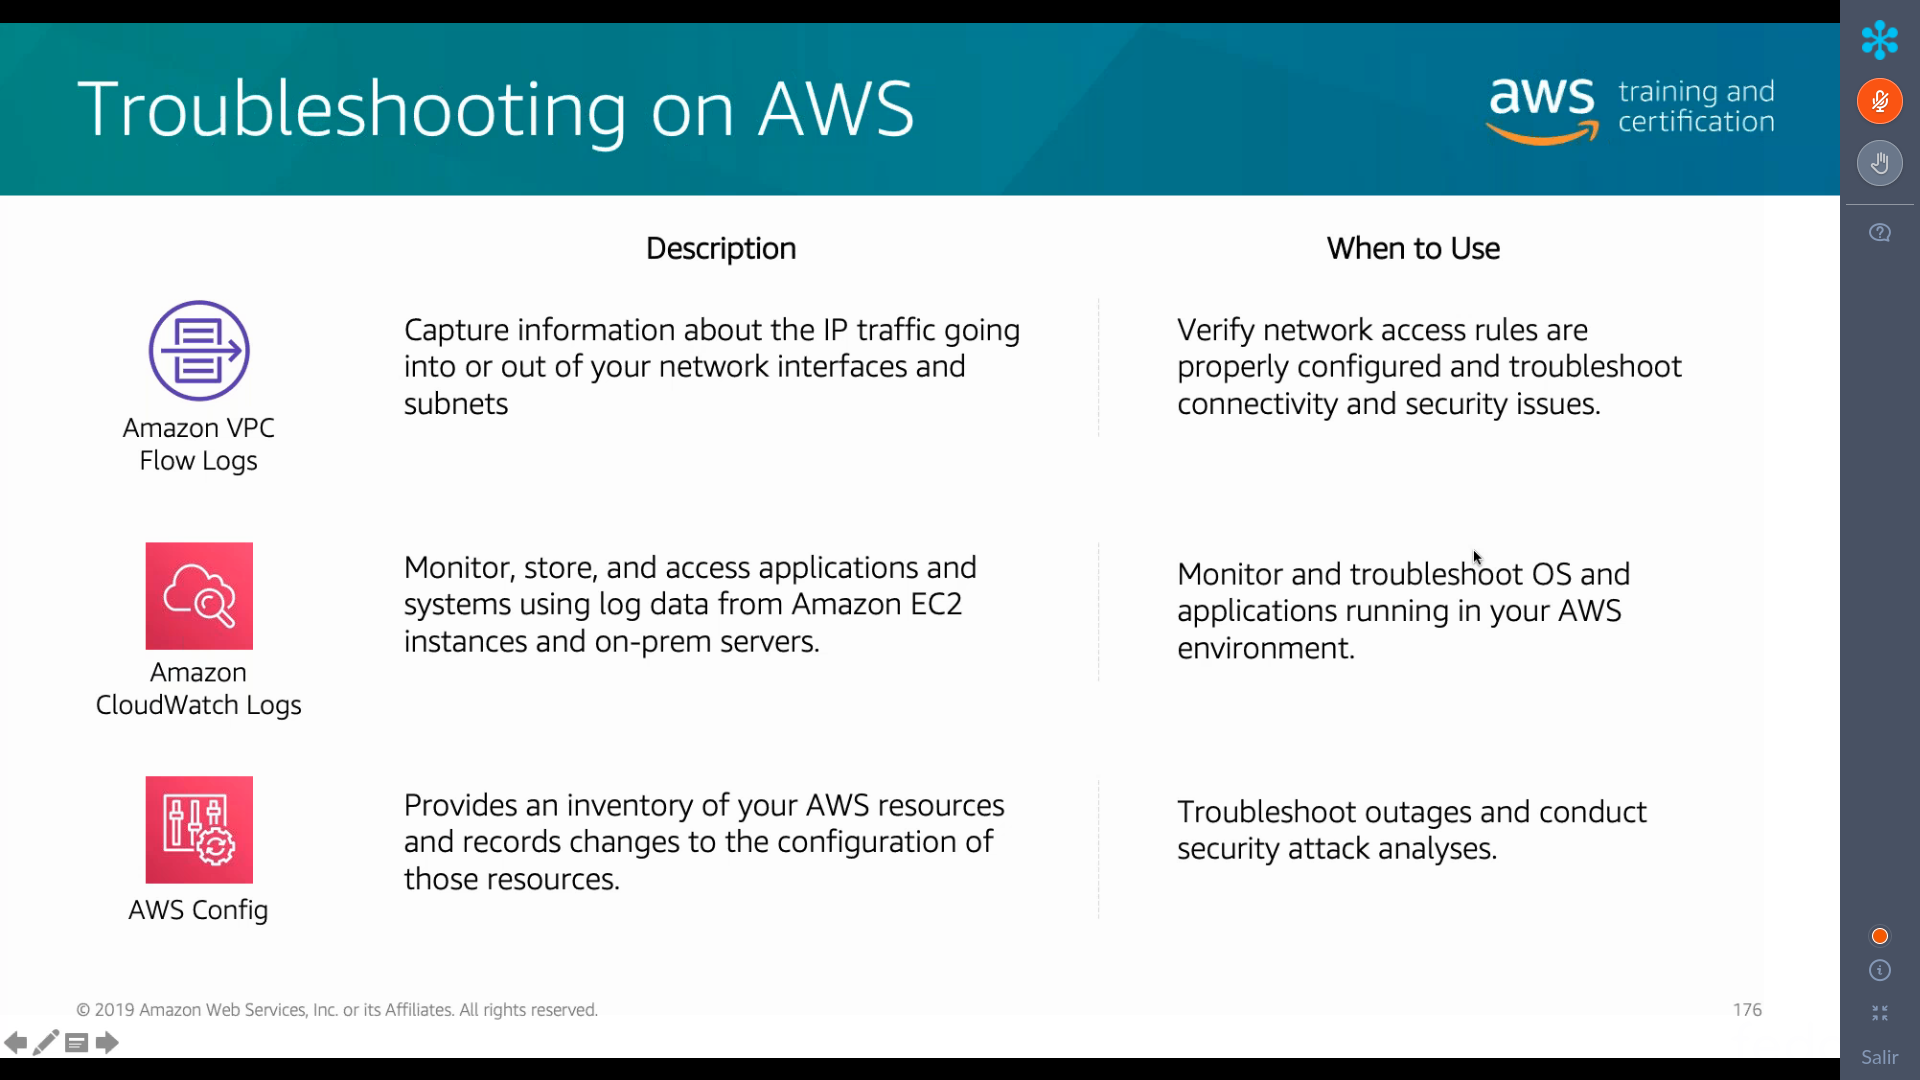 Troubleshooting on AWS
aws training and
certification
Description
When to Use
Capture information about the IP traffic going
into or out of your network interfaces and
subnets
Verify network access rules are
properly configured and troubleshoot
connectivity and security issues.
Amazon VPC
Flow Logs
Monitor, store, and access applications and
systems using log data from Amazon EC2
instances and on-prem servers.
Monitor and troubleshoot OS and
applications running in your AWS
environment.
Amazon
CloudWatch Logs
Provides an inventory of your AWS resources
and records changes to the configuration of
those resources.
Troubleshoot outages and conduct
security attack analyses.
AWS Config
© 2019 Amazon Web Services, Inc. or its Affiliates. All rights reserved.
176
Salir